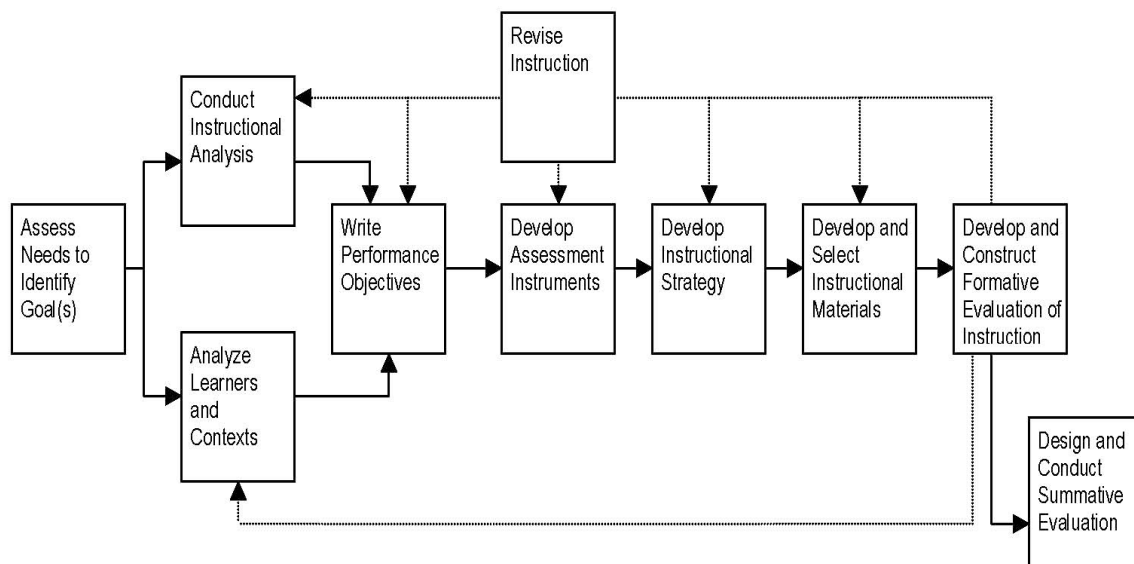 Revise
Instruction
Conduct
Instructional
Analysis
Assess
Needs to
Identify
Goal(s)
Write
Performance
Objectives
Develop
Assessment
Instruments
Develop
Instructional
Strategy
Develop and
Select
Instructional
Materials
Develop and
Construct
Formative
Evaluation of
Instruction
Analyze
Learners
and
Contexts
Design and
Conduct
Summative
Evaluation